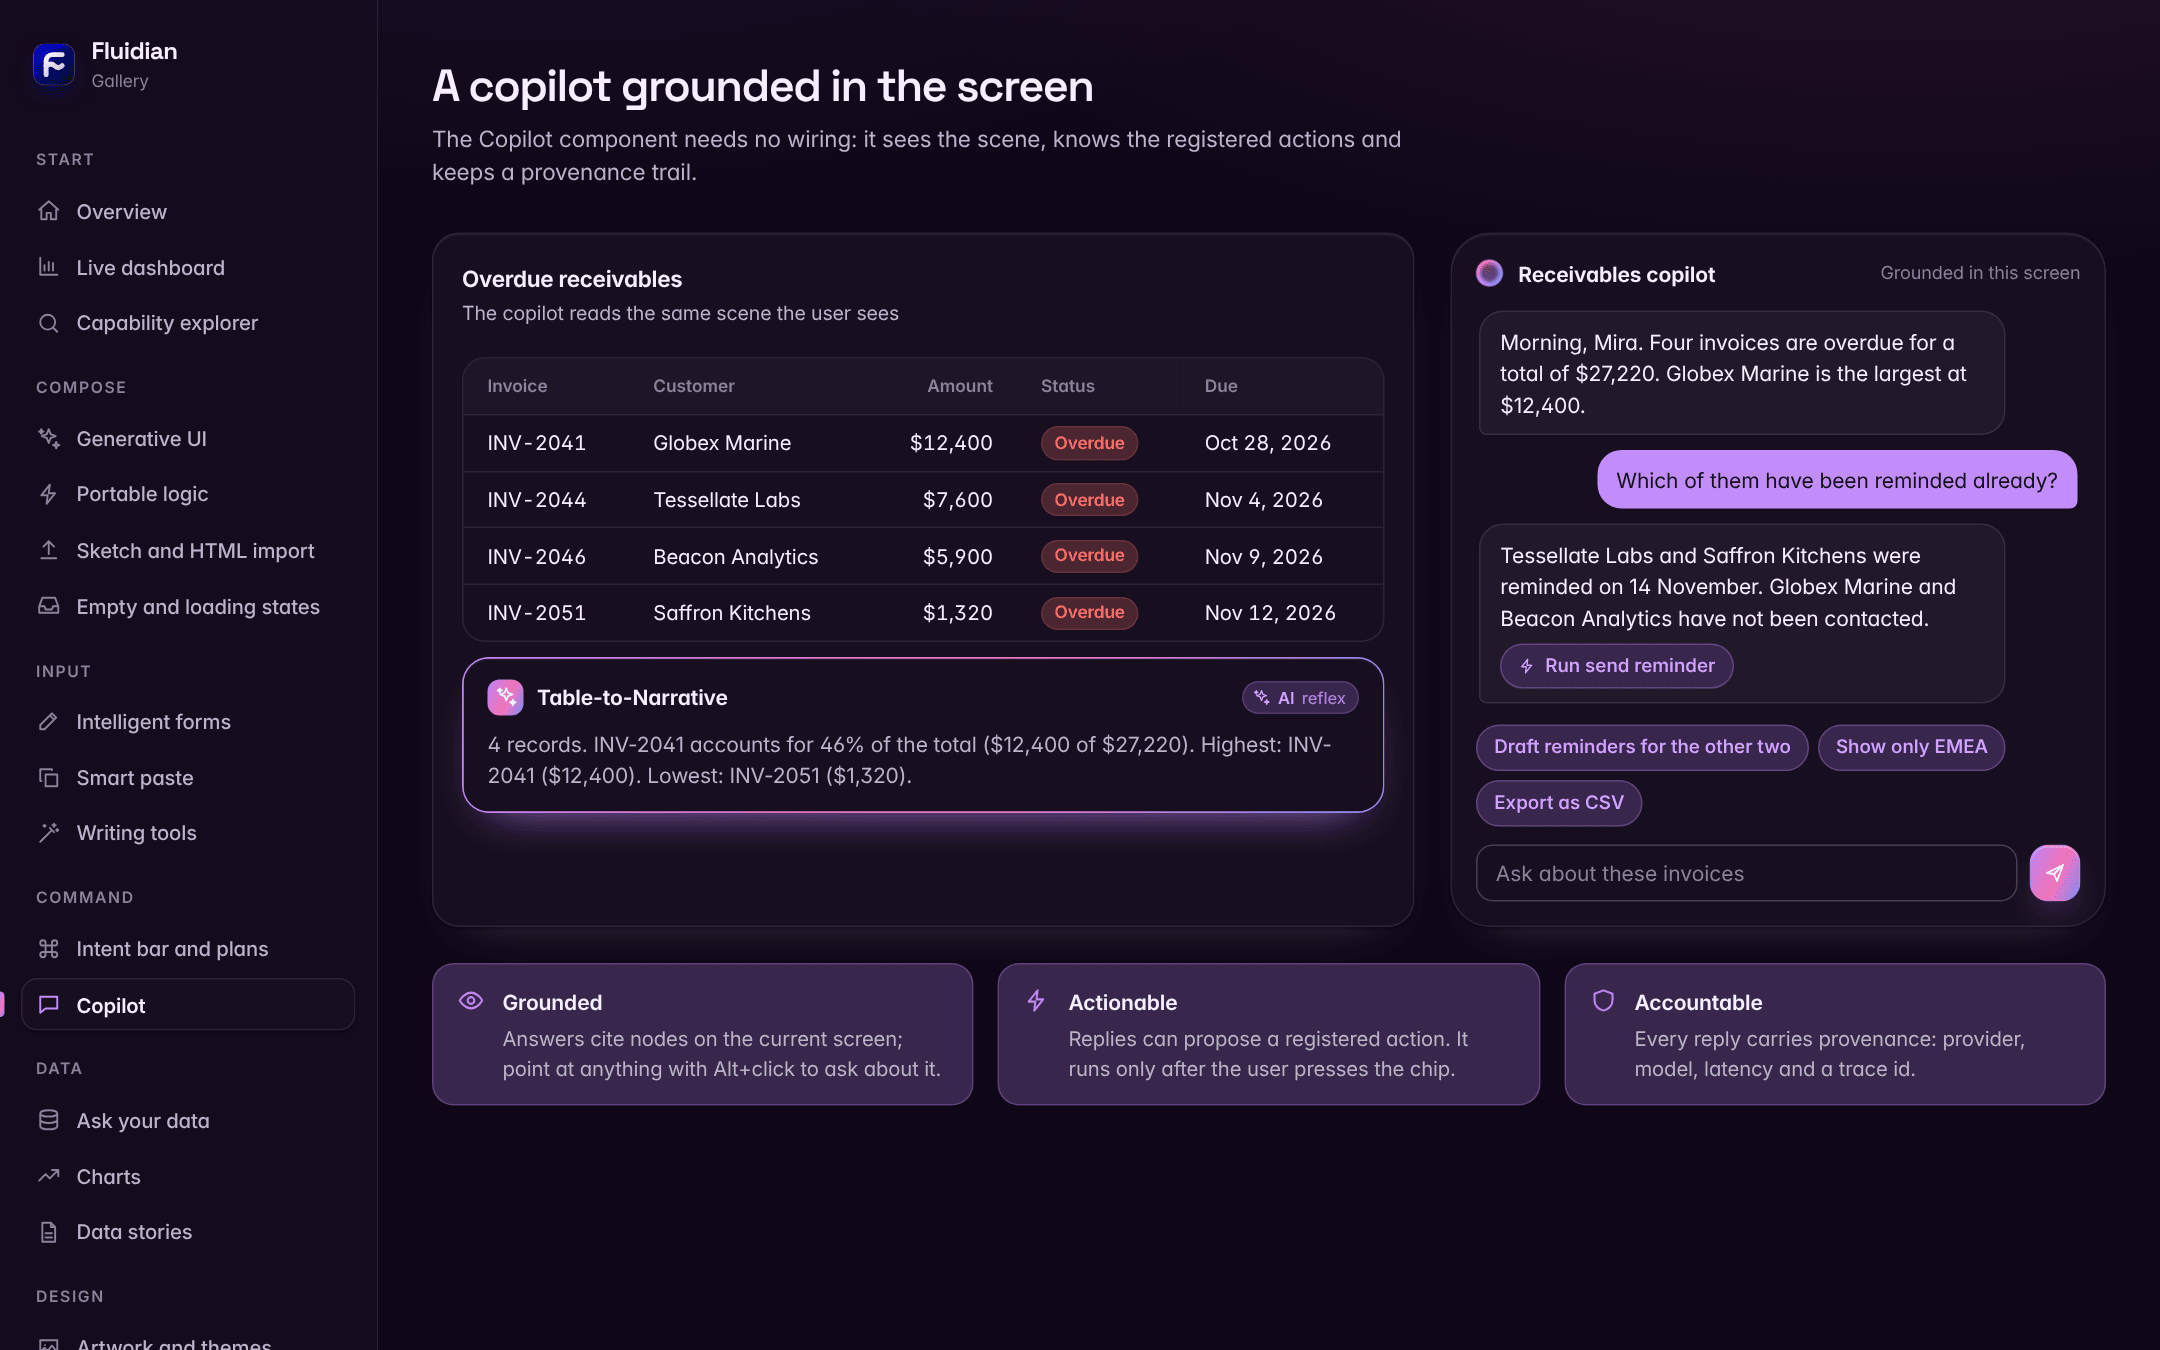 Fluidian
Gallery
START
Overview
Live dashboard
Capability explorer
COMPOSE
Generative UI
Portable logic
Sketch and HTML import
Empty and loading states
INPUT
Intelligent forms
Smart paste
Writing tools
COMMAND
Intent bar and plans
Copilot
DATA
Ask your data
Charts
Data stories
DESIGN
Artwork and themes
A copilot grounded in the screen
The Copilot component needs no wiring: it sees the scene, knows the registered actions and
keeps a provenance trail.
Overdue receivables
The copilot reads the same scene the user sees
Invoice Customer Amount Status Due
INV-2041 Globex Marine $12,400 Overdue Oct 28, 2026
INV-2044 Tessellate Labs $7,600 Overdue Nov 4, 2026
INV-2046 Beacon Analytics $5,900 Overdue Nov 9, 2026
INV-2051 Saffron Kitchens $1,320 Overdue Nov 12, 2026
Table-to-Narrative AI reflex
4 records. INV-2041 accounts for 46% of the total ($12,400 of $27,220). Highest: INV-
2041 ($12,400). Lowest: INV-2051 ($1,320).
Receivables copilot Grounded in this screen
Morning, Mira. Four invoices are overdue for a
total of $27,220. Globex Marine is the largest at
$12,400.
Which of them have been reminded already?
Tessellate Labs and Saffron Kitchens were
reminded on 14 November. Globex Marine and
Beacon Analytics have not been contacted.
Run send reminder
Draft reminders for the other two Show only EMEA
Export as CSV
Ask about these invoices
Grounded
Answers cite nodes on the current screen;
point at anything with Alt+click to ask about it.
Actionable
Replies can propose a registered action. It
runs only after the user presses the chip.
Accountable
Every reply carries provenance: provider,
model, latency and a trace id.